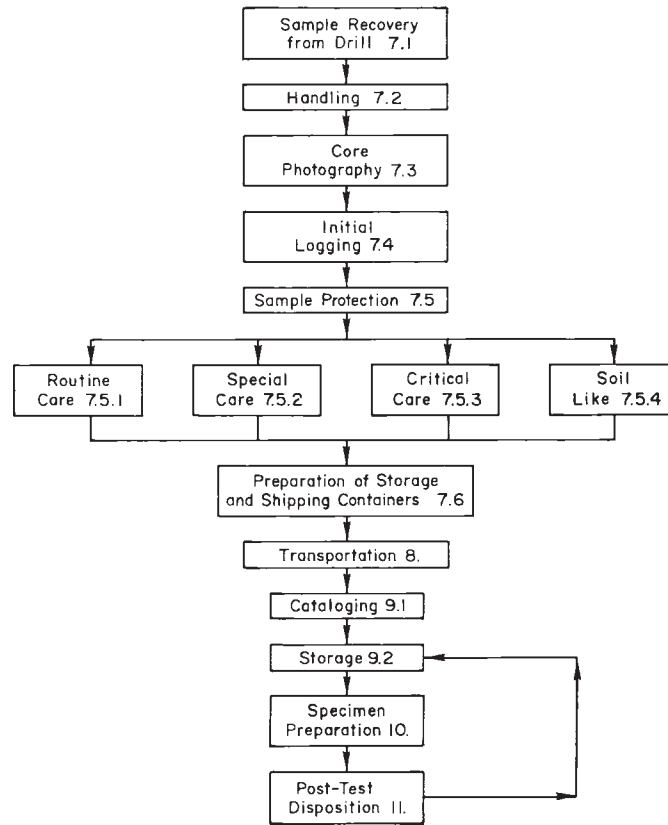 Sample Recovery
from Drill 7.1
Handling 7.2
Core
Photography 7.3
Initial
Logging 7.4
Sample Protection 7.5
Routine
Care 7.5.1
Special
Care 7.5.2
Critical
Care 7.5.3
Soil
Like 7.5.4
Preparation of Storage
and Shipping Containers 7.6
Transportation 8.
Cataloging 9.1
Storage 9.2
Specimen
Preparation 10.
Post-Test
Disposition 11.